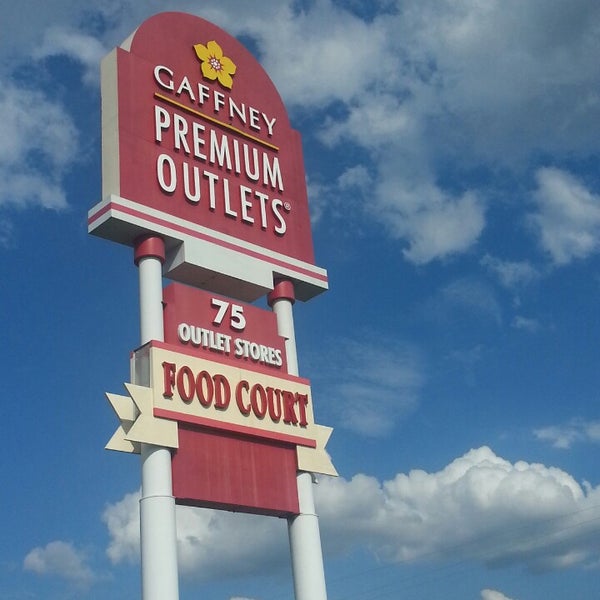 GAFFNEY
PREMIUM
OUTLETS®
75
OUTLET STORES
FOOD COURT